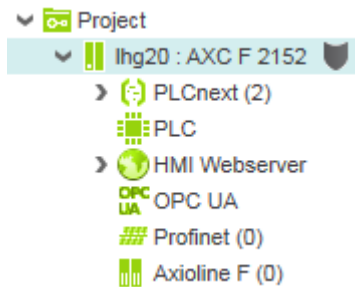 Project
lhg20 : AXC F 2152
PLCnext (2)
PLC
HMI Webserver
OPC UA OPC UA
Profinet (0)
Axioline F (0)